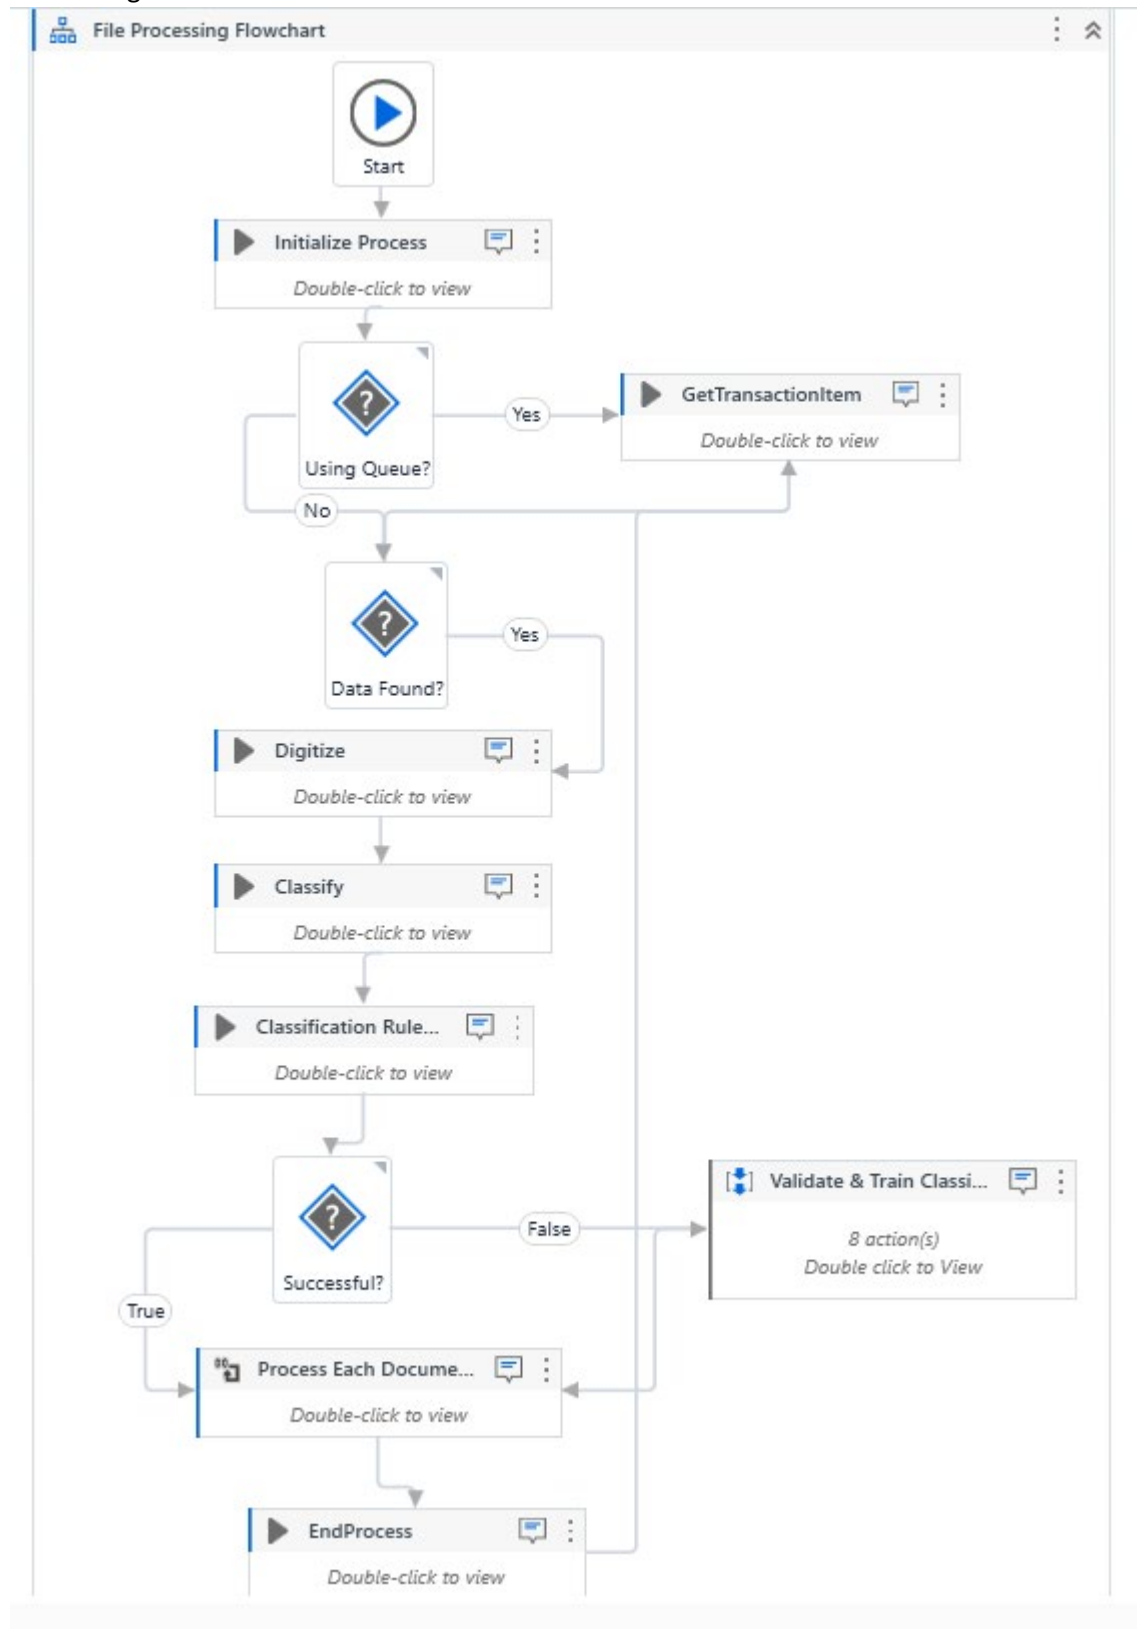 File Processing Flowchart
Start
Initialize Process
Double-click to view
Using Queue?
Yes
GetTransactionItem
Double-click to view
No
Data Found?
Yes
Digitize
Double-click to view
Classify
Double-click to view
Classification Rule...
Double-click to view
Successful?
False
Validate & Train Classi...
8 action(s)
Double click to View
True
Process Each Docume...
Double-click to view
EndProcess
Double-click to view